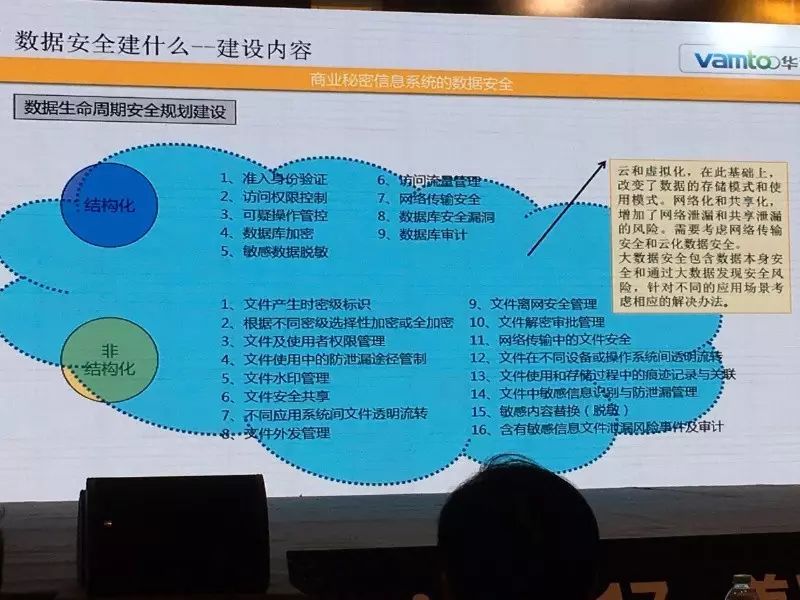 数据安全建什么--建设内容
vamtoo华
商业秘密信息系统的数据安全
数据生命周期安全规划建设
结构化
1、准入身份验证
2、访问权限控制
3、可疑操作管控
4、数据库加密
5、敏感数据脱敏
6、访问流量管理
7、网络传输安全
8、数据库安全漏洞
9、数据库审计
云和虚拟化，在此基础上，
改变了数据的存储模式和使
用模式。网络化和共享化，
增加了网络泄漏和共享泄漏
的风险。需要考虑网络传输
安全和云化数据安全。
大数据安全包含数据本身安
全和通过大数据发现安全风
险，针对不同的应用场景考
虑相应的解决办法。
非
结构化
1、文件产生时密级标识
2、根据不同密级选择性加密或全加密
3、文件及使用者权限管理
4、文件使用中的防泄漏途径管制
5、文件水印管理
6、文件安全共享
7、不同应用系统间文件透明流转
8、文件外发管理
9、文件离网安全管理
10、文件解密审批管理
11、网络传输中的文件安全
12、文件在不同设备或操作系统间透明流转
13、文件使用和存储过程中的痕迹记录与关联
14、文件中敏感信息识别与防泄漏管理
15、敏感内容替换（脱敏）
16、含有敏感信息文件泄漏风险事件及审计
17